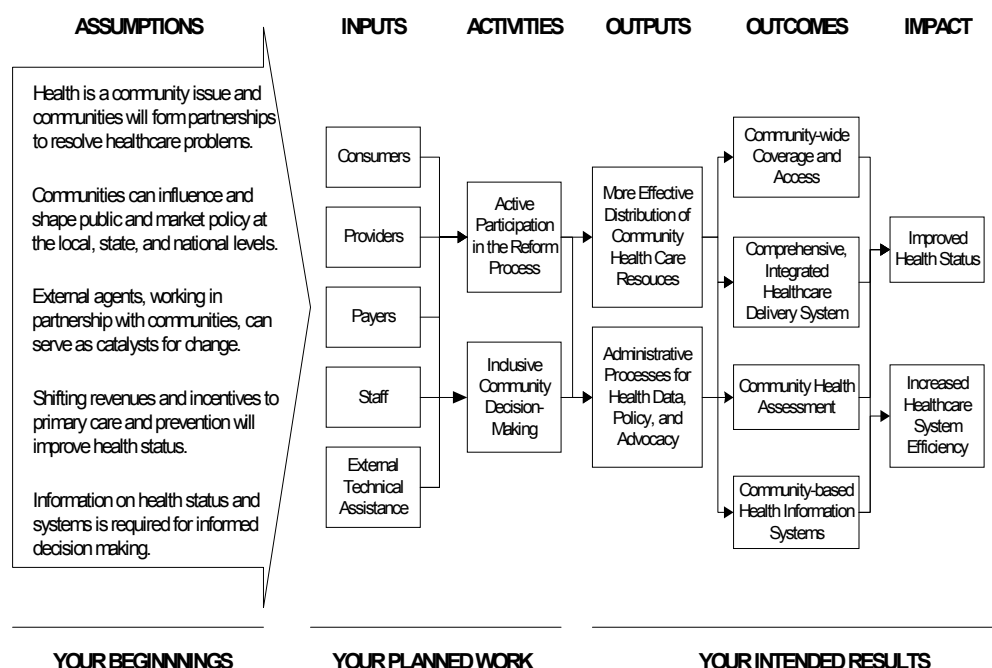 ASSUMPTIONS
INPUTS
ACTIVITIES
OUTPUTS
OUTCOMES
IMPACT
Health is a community issue and
communities will form partnerships
to resolve healthcare problems.
Communities can influence and
shape public and market policy at
the local, state, and national levels.
External agents, working in
partnership with communities, can
serve as catalysts for change.
Shifting revenues and incentives to
primary care and prevention will
improve health status.
Information on health status and
systems is required for informed
decision making.
Consumers
Providers
Payers
Staff
External
Technical
Assistance
Active
Participation
in the Reform
Process
Inclusive
Community
Decision-
Making
More Effective
Distribution of
Community
Health Care
Resouces
Administrative
Processes for
Health Data,
Policy, and
Advocacy
Community-wide
Coverage and
Access
Comprehensive,
Integrated
Healthcare
Delivery System
Community Health
Assessment
Community-based
Health Information
Systems
Improved
Health Status
Increased
Healthcare
System
Efficiency
YOUR BEGINNNINGS
YOUR PLANNED WORK
YOUR INTENDED RESULTS